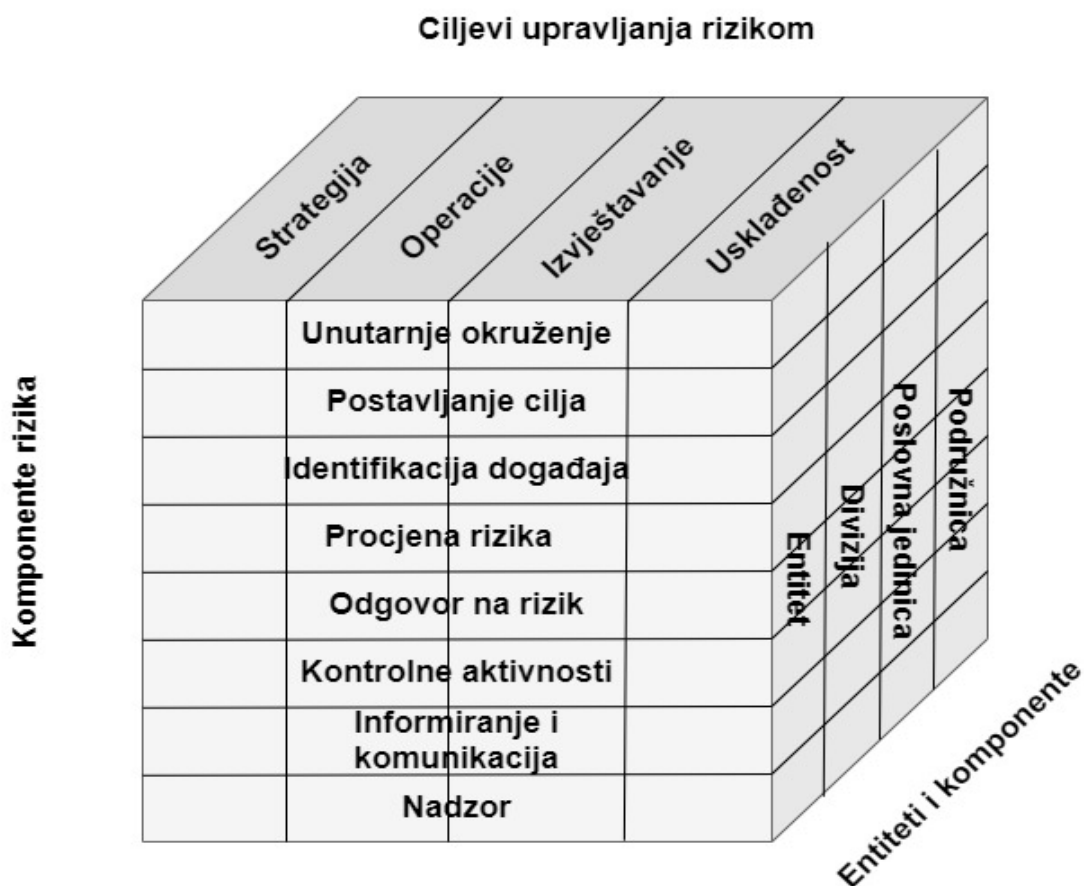 Ciljevi upravljanja rizikom
Strategija
Operacije
Izvještavanje
Usklađenost
Komponente rizika
Unutarnje okruženje
Postavljanje cilja
Identifikacija događaja
Procjena rizika
Odgovor na rizik
Kontrolne aktivnosti
Informiranje i
komunikacija
Nadzor
Entitet
Divizija
Poslovna jedinica
Podružnica
Entiteti i komponente